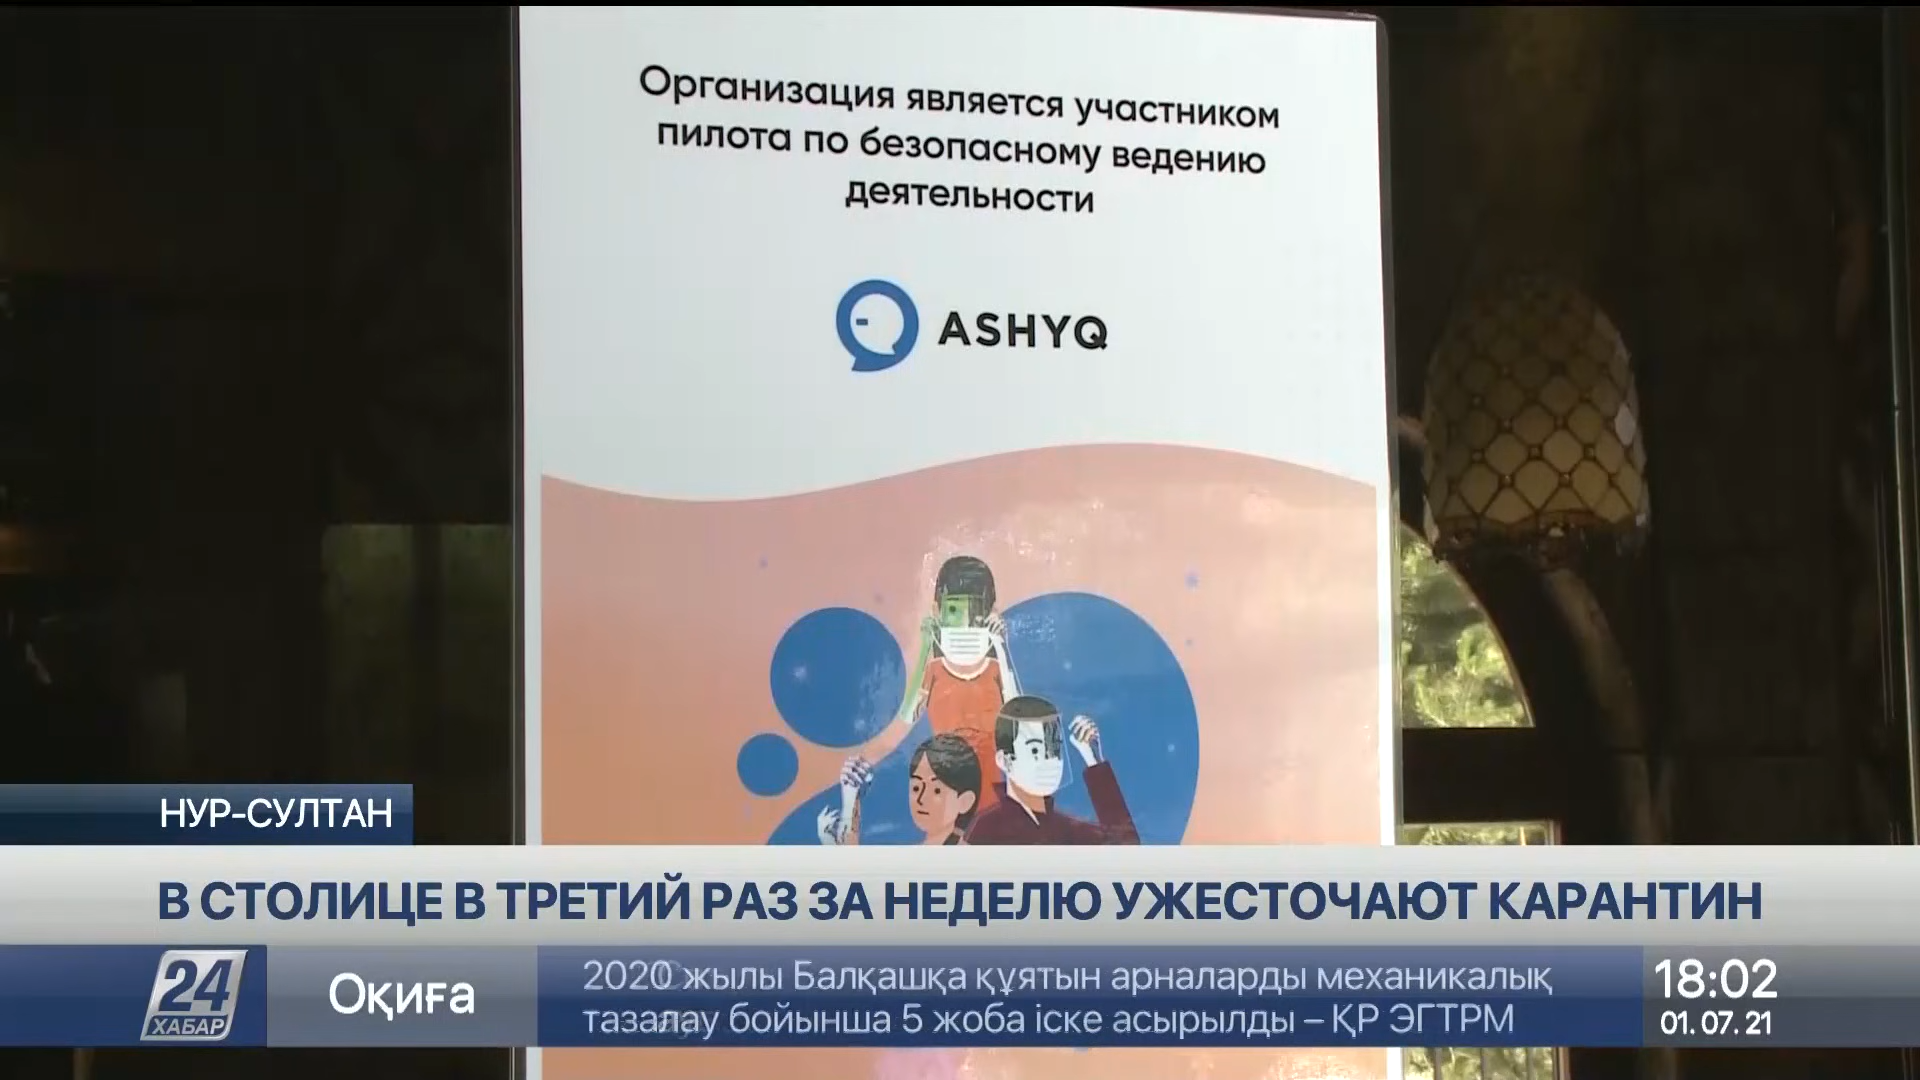 Организация является участником
пилота по безопасному ведению
деятельности
ASHYQ
НУР-СУЛТАН
В СТОЛИЦЕ В ТРЕТИЙ РАЗ ЗА НЕДЕЛЮ УЖЕСТОЧАЮТ КАРАНТИН
24
ХАБАР
Оқиға
2020 жылы Балқашқа құятын арналарды механикалық
тазалау бойынша 5 жоба іске асырылды – ҚР ЭГТРМ
18:02
01. 07. 21